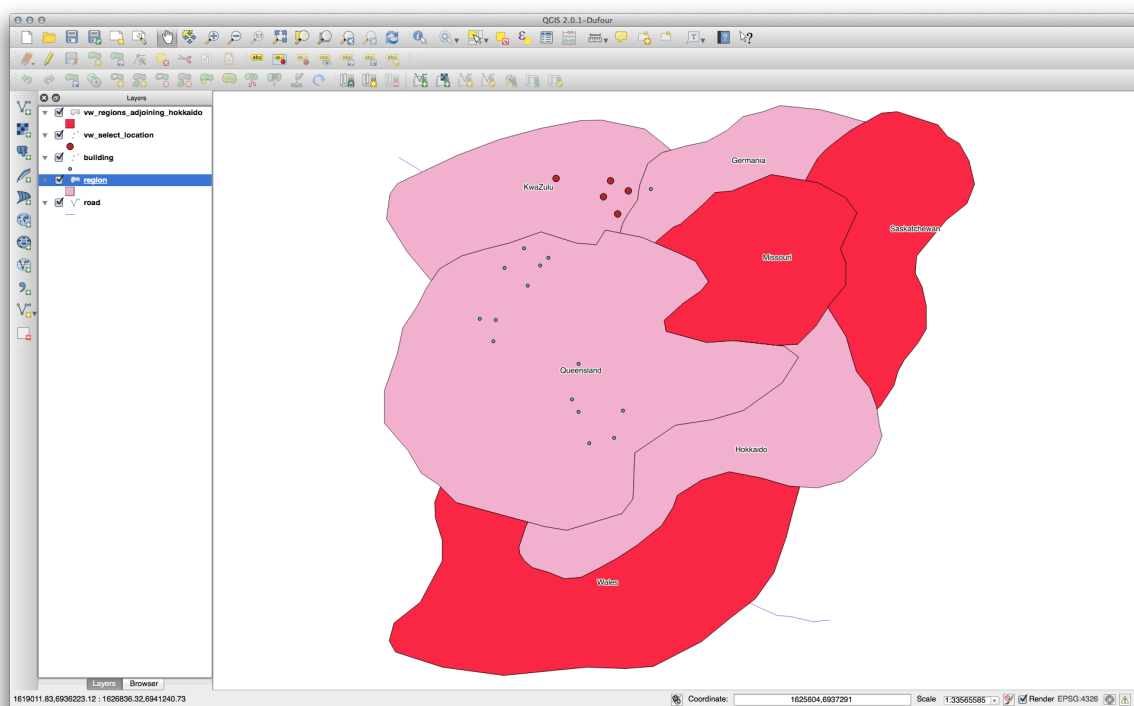 QGIS 2.0.1-Dufour
Layers
vw_regions_adjoining_hokkaido
vw_select_location
building
region
road
Germania
KwaZulu
Saskatchewan
Missouri
Queensland
Hokkaido
Wales
Layers Browser
1619011.83,6936223.12 : 1626836.32,6941240.73
Coordinate: 1625604,6937291
Scale 1:33565585
Render EPSG:4326